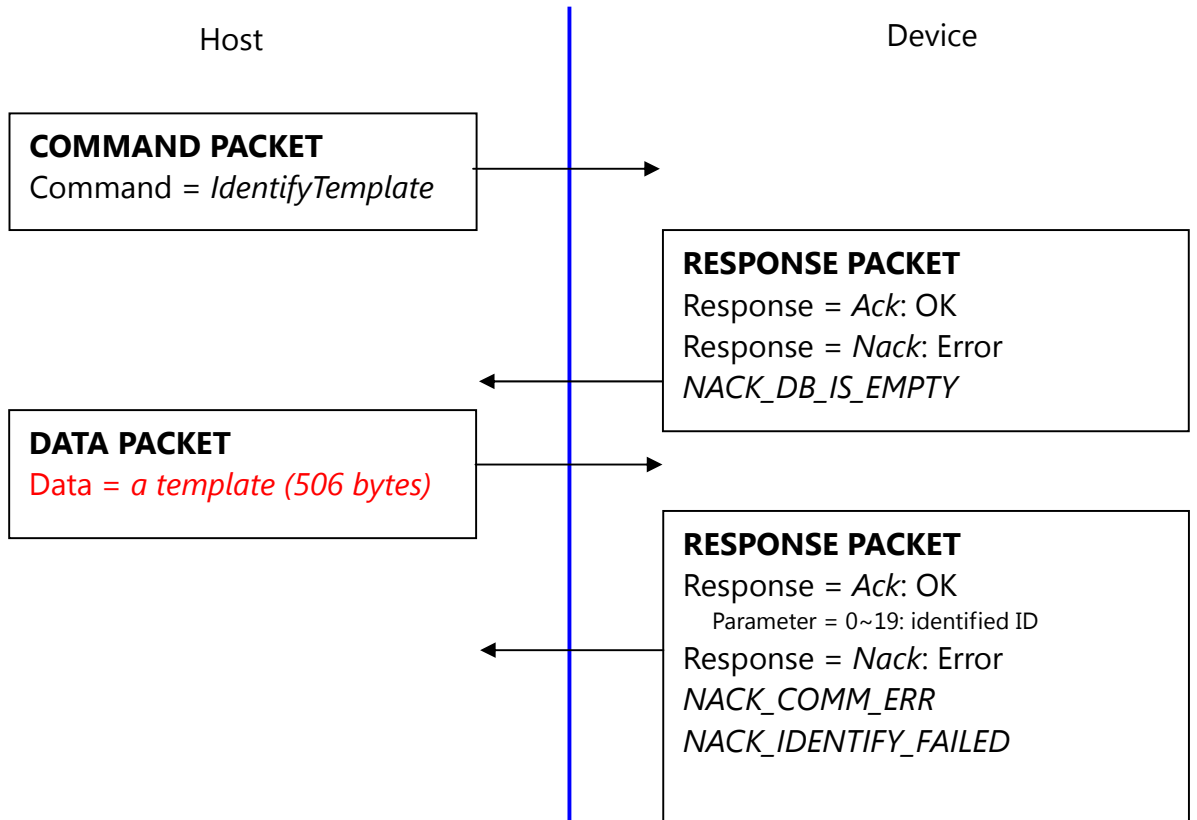 Host
Device
COMMAND PACKET
Command = IdentifyTemplate
RESPONSE PACKET
Response = Ack: OK
Response = Nack: Error
NACK_DB_IS_EMPTY
DATA PACKET
Data = a template (506 bytes)
RESPONSE PACKET
Response = Ack: OK
Parameter = 0~19: identified ID
Response = Nack: Error
NACK_COMM_ERR
NACK_IDENTIFY_FAILED